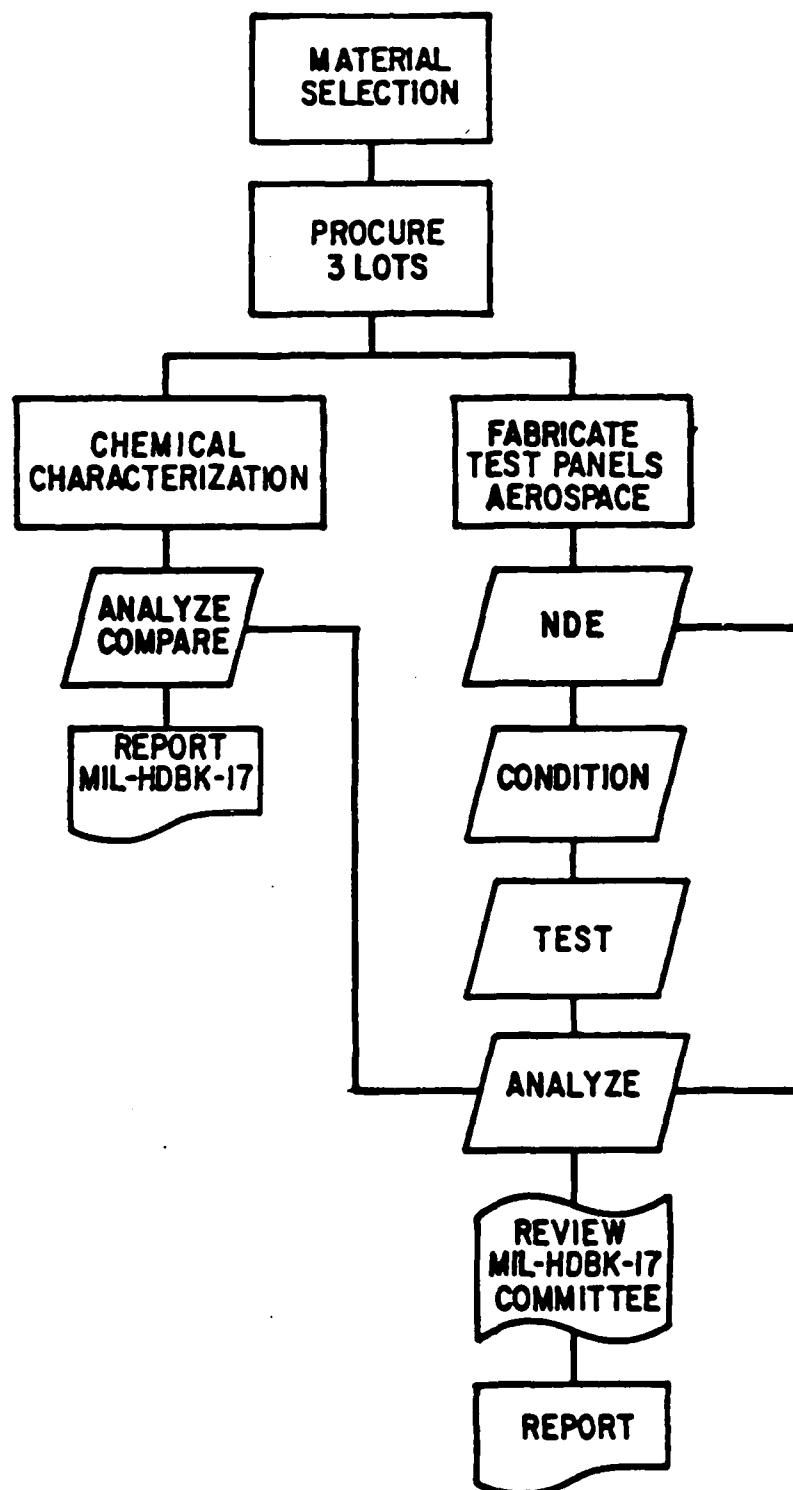 MATERIAL
SELECTION
PROCURE
3 LOTS
CHEMICAL
CHARACTERIZATION
FABRICATE
TEST PANELS
AEROSPACE
ANALYZE
COMPARE
NDE
REPORT
MIL-HDBK-17
CONDITION
TEST
ANALYZE
REVIEW
MIL-HDBK-17
COMMITTEE
REPORT